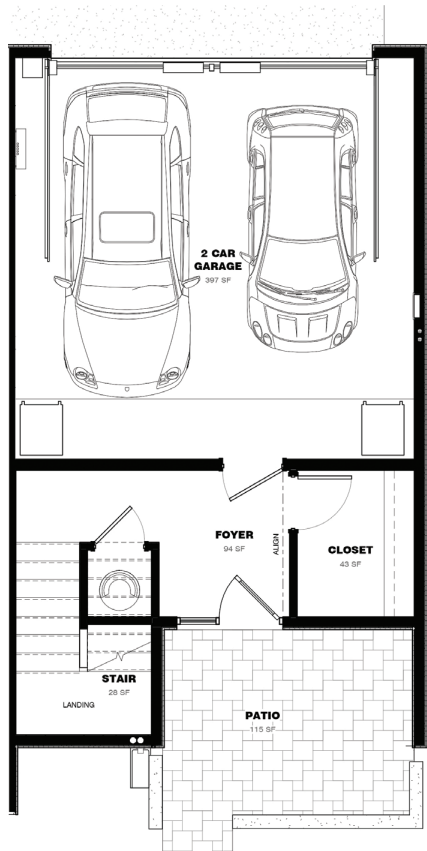 2 CAR
GARAGE
397 SF
FOYER
94 SF
ALIGN
CLOSET
43 SF
STAIR
28 SF
LANDING
PATIO
115 SF